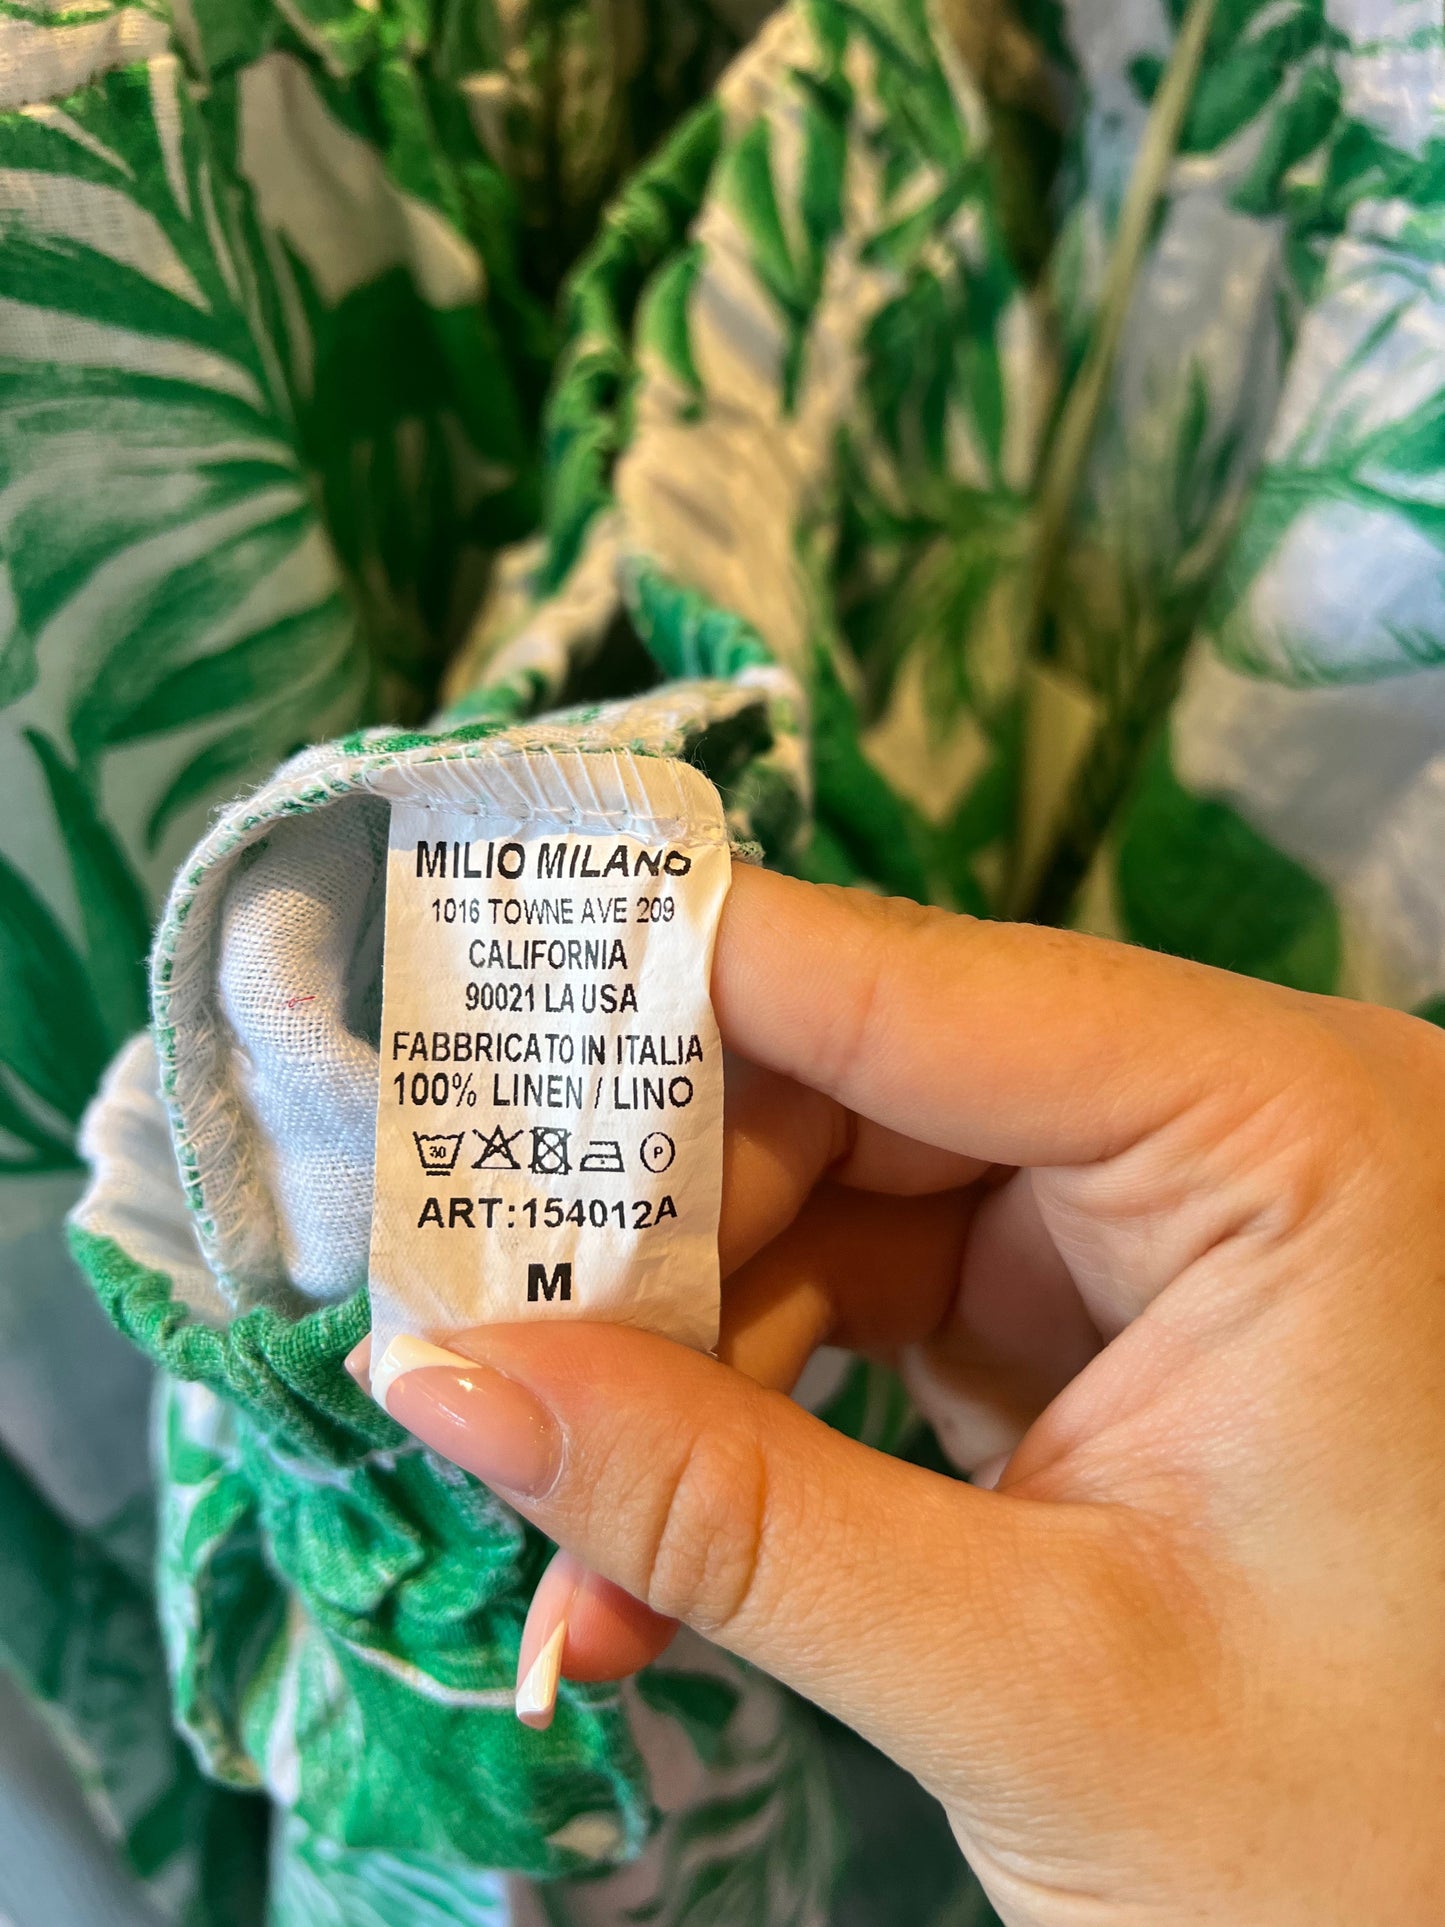 MILIO MILANO
1016 TOWNE AVE 209
CALIFORNIA
90021 LA USA
FABBRICATO IN ITALIA
100% LINEN / LINO
30 P
ART:154012A
M